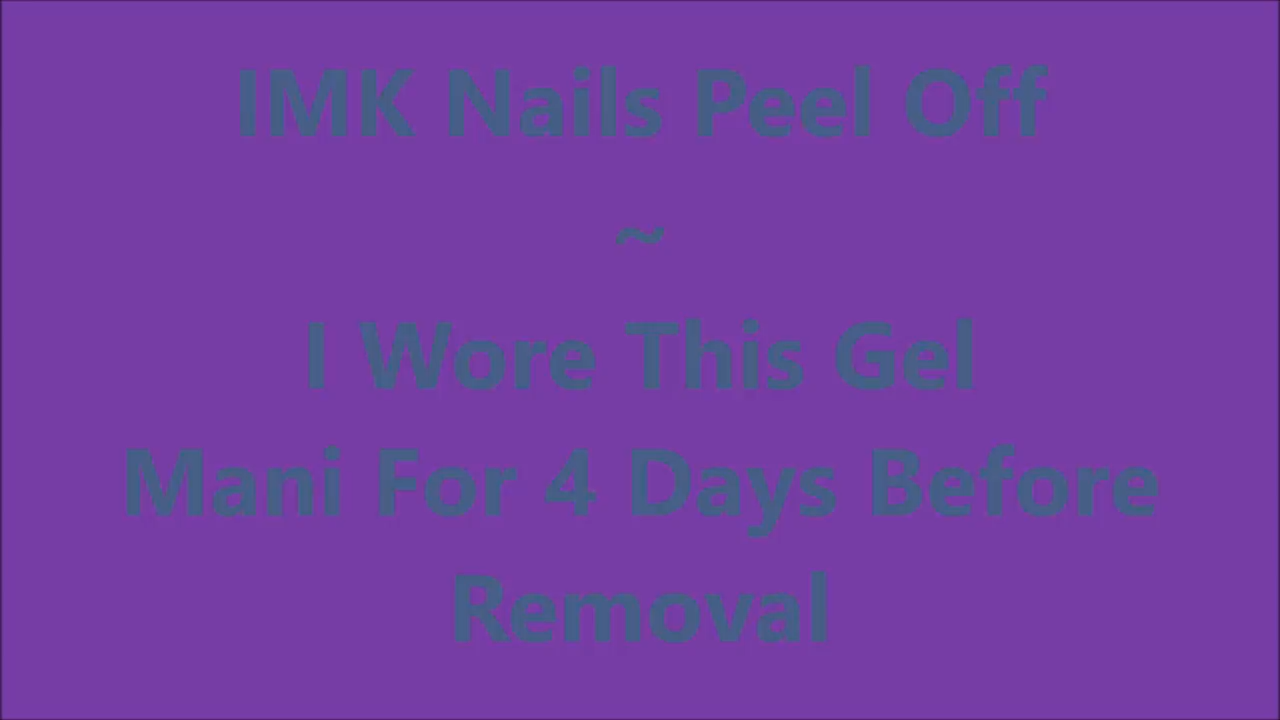 IMK Nails Peel Off
~
I Wore This Gel
Mani For 4 Days Before
Removal